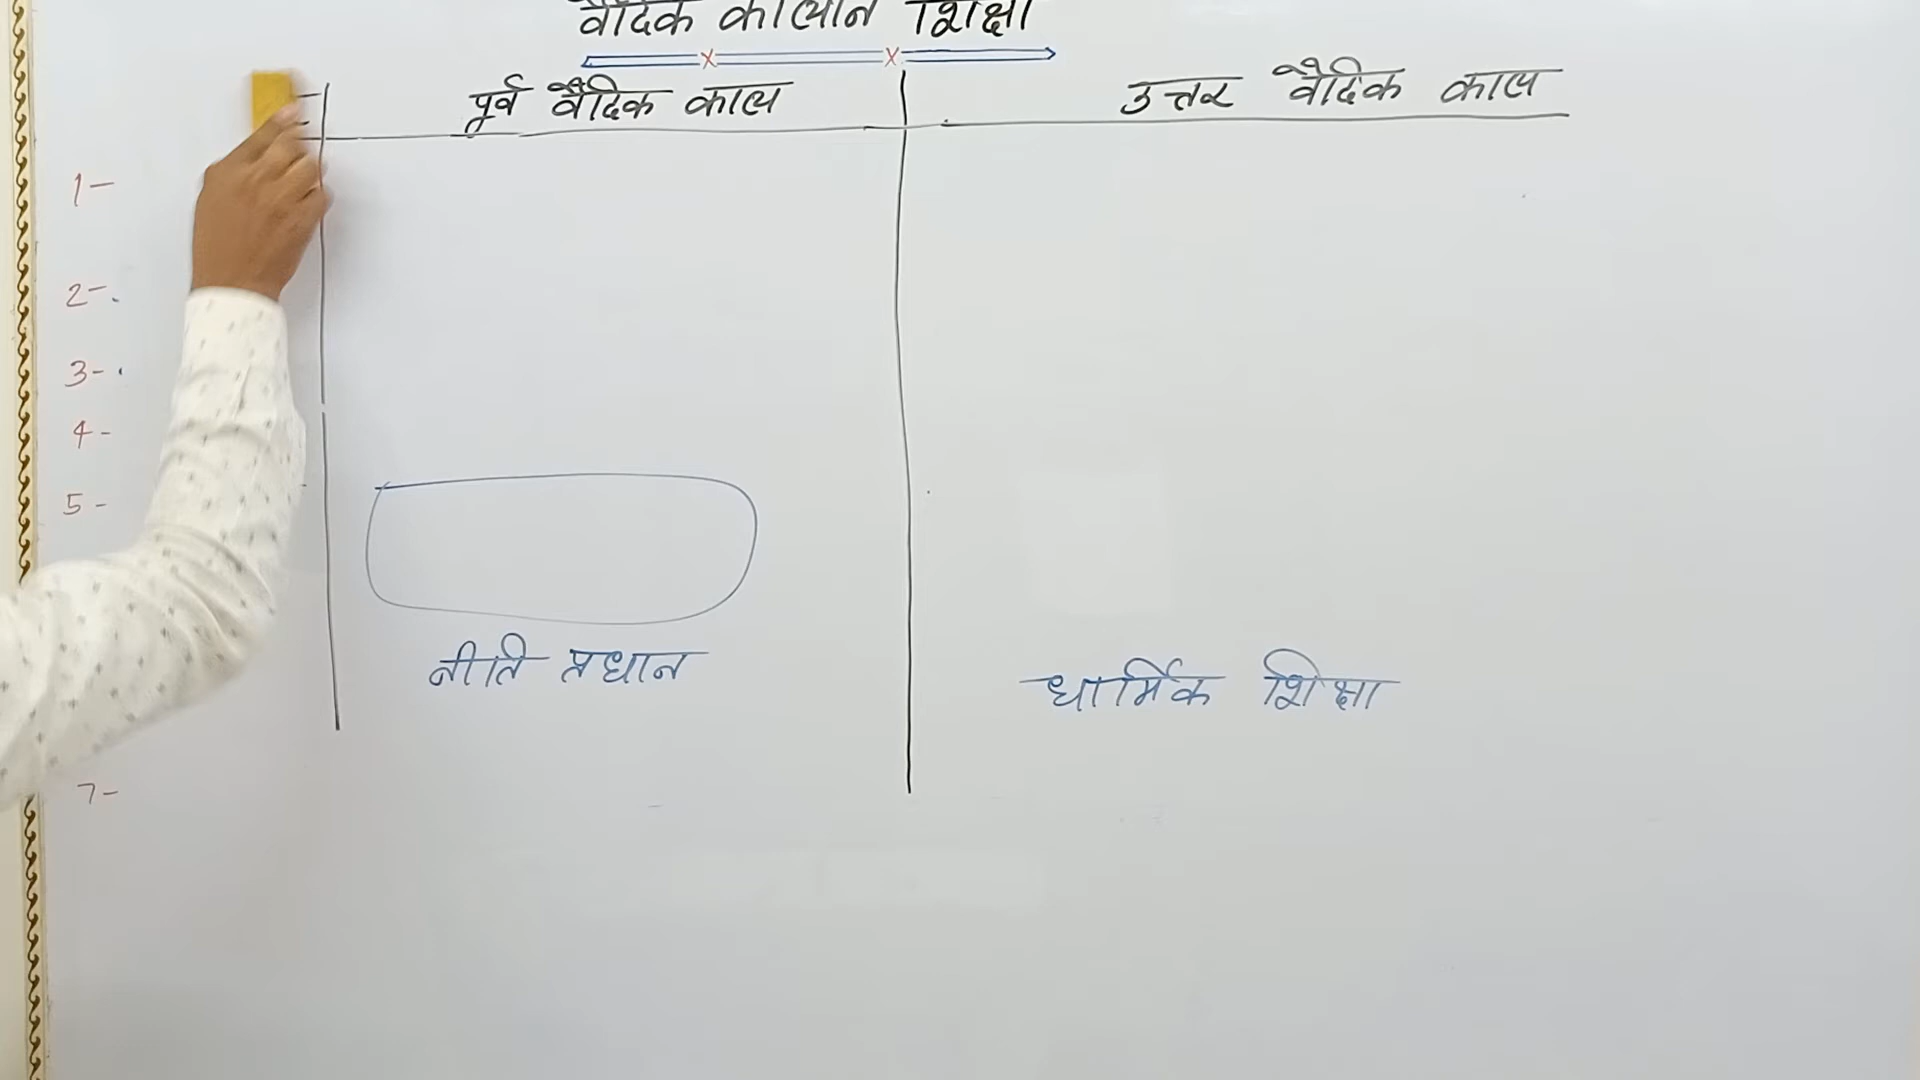 वैदिक कालीन शिक्षा
पूर्व वैदिक काल
उत्तर वैदिक काल
1-
2-
3-
4-
5-
नीति प्रधान
धार्मिक शिक्षा
7-